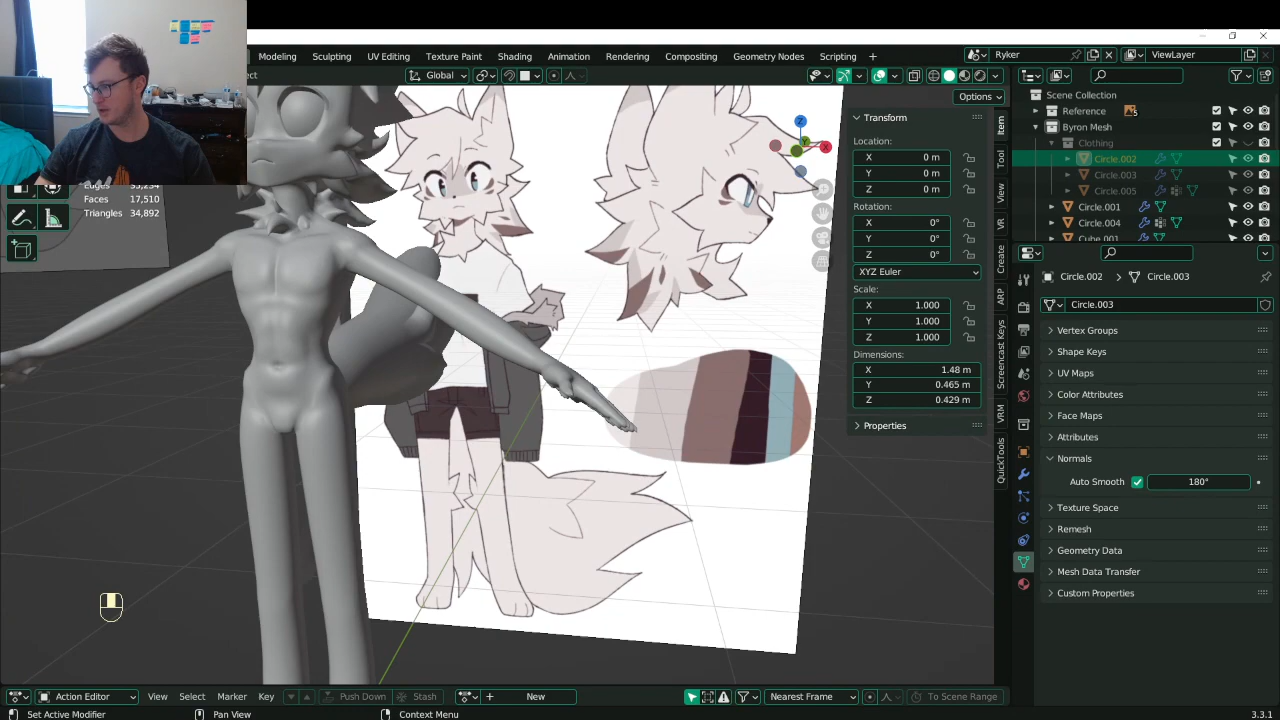 Modeling Sculpting UV Editing Texture Paint Shading Animation Rendering Compositing Geometry Nodes Scripting + Ryker ViewLayer
ect Global
Options
Scene Collection
Reference 5
Byron Mesh
Clothing
Circle.002
Circle.003
Circle.005
Circle.001
Circle.004
Cube.001
Edges
Faces 17,510
Triangles 34,892
Z X
Transform
Location:
X 0 m
Y 0 m
Z 0 m
Rotation:
X 0°
Y 0°
Z 0°
XYZ Euler
Scale:
X 1.000
Y 1.000
Z 1.000
Dimensions:
X 1.48 m
Y 0.465 m
Z 0.429 m
Properties
Item
Tool
View
VR
Create
ARP
Screencast Keys
VRM
QuickTools
Circle.002 Circle.003
Circle.003
Vertex Groups
Shape Keys
UV Maps
Color Attributes
Face Maps
Attributes
Normals
Auto Smooth 180°
Texture Space
Remesh
Geometry Data
Mesh Data Transfer
Custom Properties
Action Editor View Select Marker Key Push Down Stash + New Nearest Frame To Scene Range
Set Active Modifier Pan View Context Menu 3.3.1